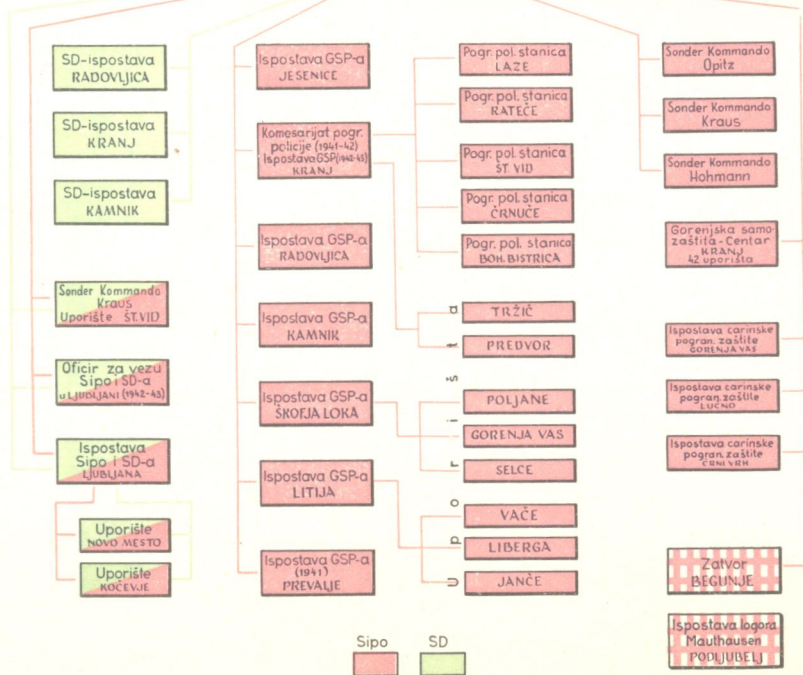 SD-ispostava
RADOVLJICA
SD-ispostava
KRANJ
SD-ispostava
KAMNIK
Sonder Kommando
Kraus
Uporište ŠT.VID
Oficir za vezu
Sipo i SD-a
u LJUBLJANI (1942-43)
Ispostava
Sipo i SD-a
LJUBLJANA
Uporište
NOVO MESTO
Uporište
KOČEVJE
Ispostava GSP-a
JESENICE
Komesarijat pogr.
policije (1941-42)
Ispostava GSP (1942-45)
KRANJ
Ispostava GSP-a
RADOVLJICA
Ispostava GSP-a
KAMNIK
Ispostava GSP-a
ŠKOFJA LOKA
Ispostava GSP-a
LITIJA
Ispostava GSP-a
(1941)
PREVALJE
Pogr. pol. stanica
LAZE
Pogr. pol. stanica
RATEČE
Pogr. pol. stanica
ŠT. VID
Pogr. pol. stanica
ČRNUČE
Pogr. pol. stanica
BOH. BISTRICA
Uporišta
TRŽIČ
PREDVOR
POLJANE
GORENJA VAS
SELCE
VAČE
LIBERGA
JANČE
Sonder Kommando
Opitz
Sonder Kommando
Kraus
Sonder Kommando
Hohmann
Gorenjska samo
zaštita-Centar
KRANJ
42 uporišta
Ispostava carinske
pogran. zaštite
GORENJA VAS
Ispostava carinske
pogran. zaštite
LUČNO
Ispostava carinske
pogran. zaštite
CRNI VRH
Zatvor
BEGUNJE
Ispostava logora
Mauthausen
PODLJUBELJ
Sipo
SD